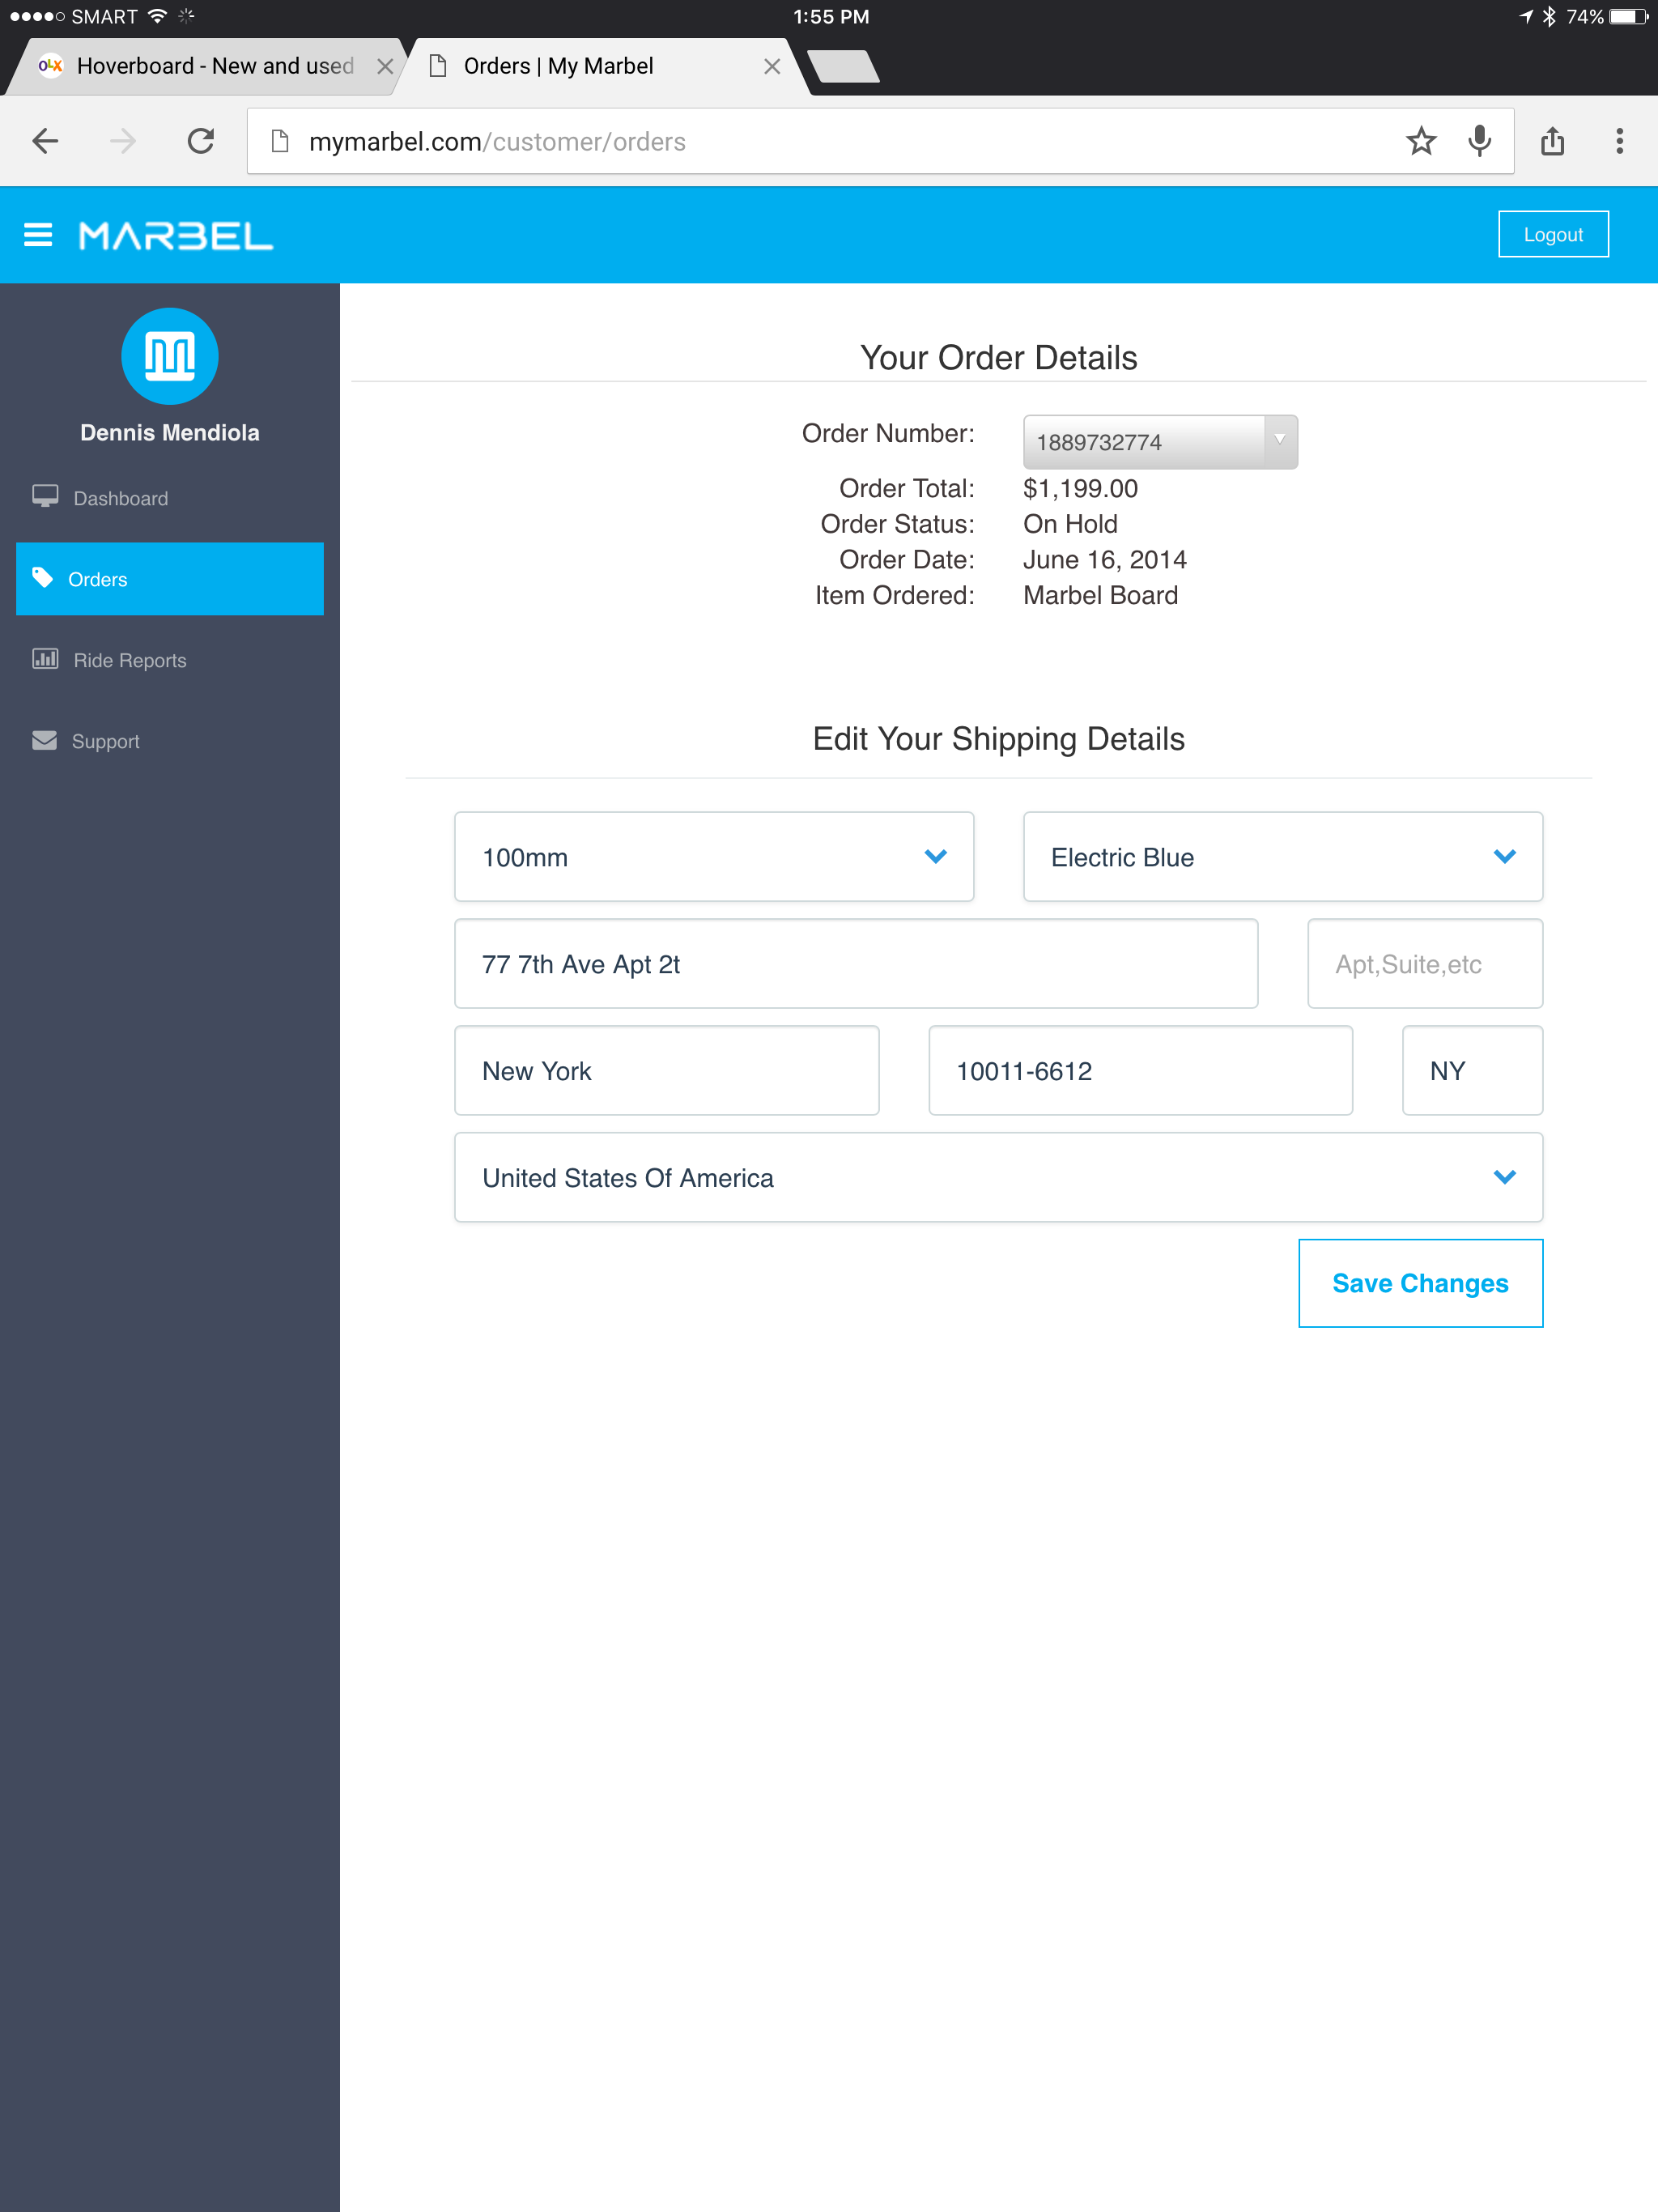 SMART 1:55 PM 74%
OLX Hoverboard - New and used Orders | My Marbel
mymarbel.com/customer/orders
MARBEL Logout
Dennis Mendiola
Dashboard
Orders
Ride Reports
Support
Your Order Details
Order Number: 1889732774
Order Total: $1,199.00
Order Status: On Hold
Order Date: June 16, 2014
Item Ordered: Marbel Board
Edit Your Shipping Details
100mm Electric Blue
77 7th Ave Apt 2t Apt,Suite,etc
New York 10011-6612 NY
United States Of America
Save Changes